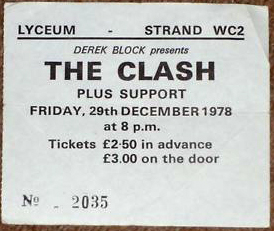 LYCEUM - STRAND WC2
DEREK BLOCK presents
THE CLASH
PLUS SUPPORT
FRIDAY, 29th DECEMBER 1978
at 8 p.m.
Tickets £2·50 in advance
£3.00 on the door
No - 2035